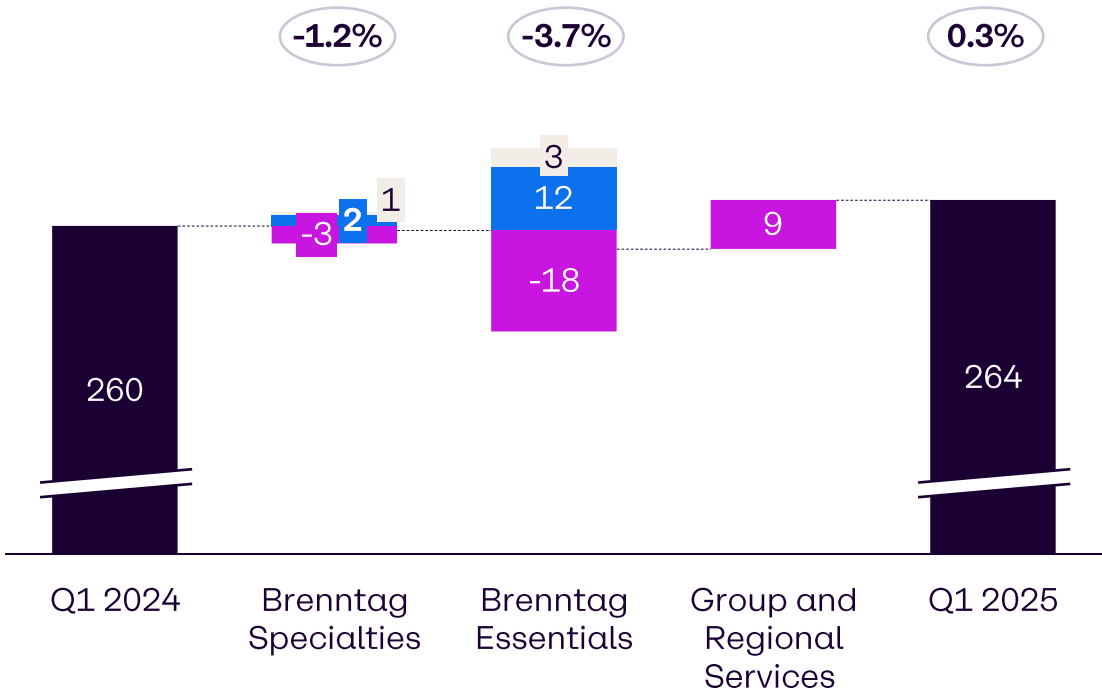 -1.2%
-3.7%
0.3%
260
-3
2
1
3
12
-18
9
264
Q1 2024
Brenntag
Specialties
Brenntag
Essentials
Group and
Regional
Services
Q1 2025